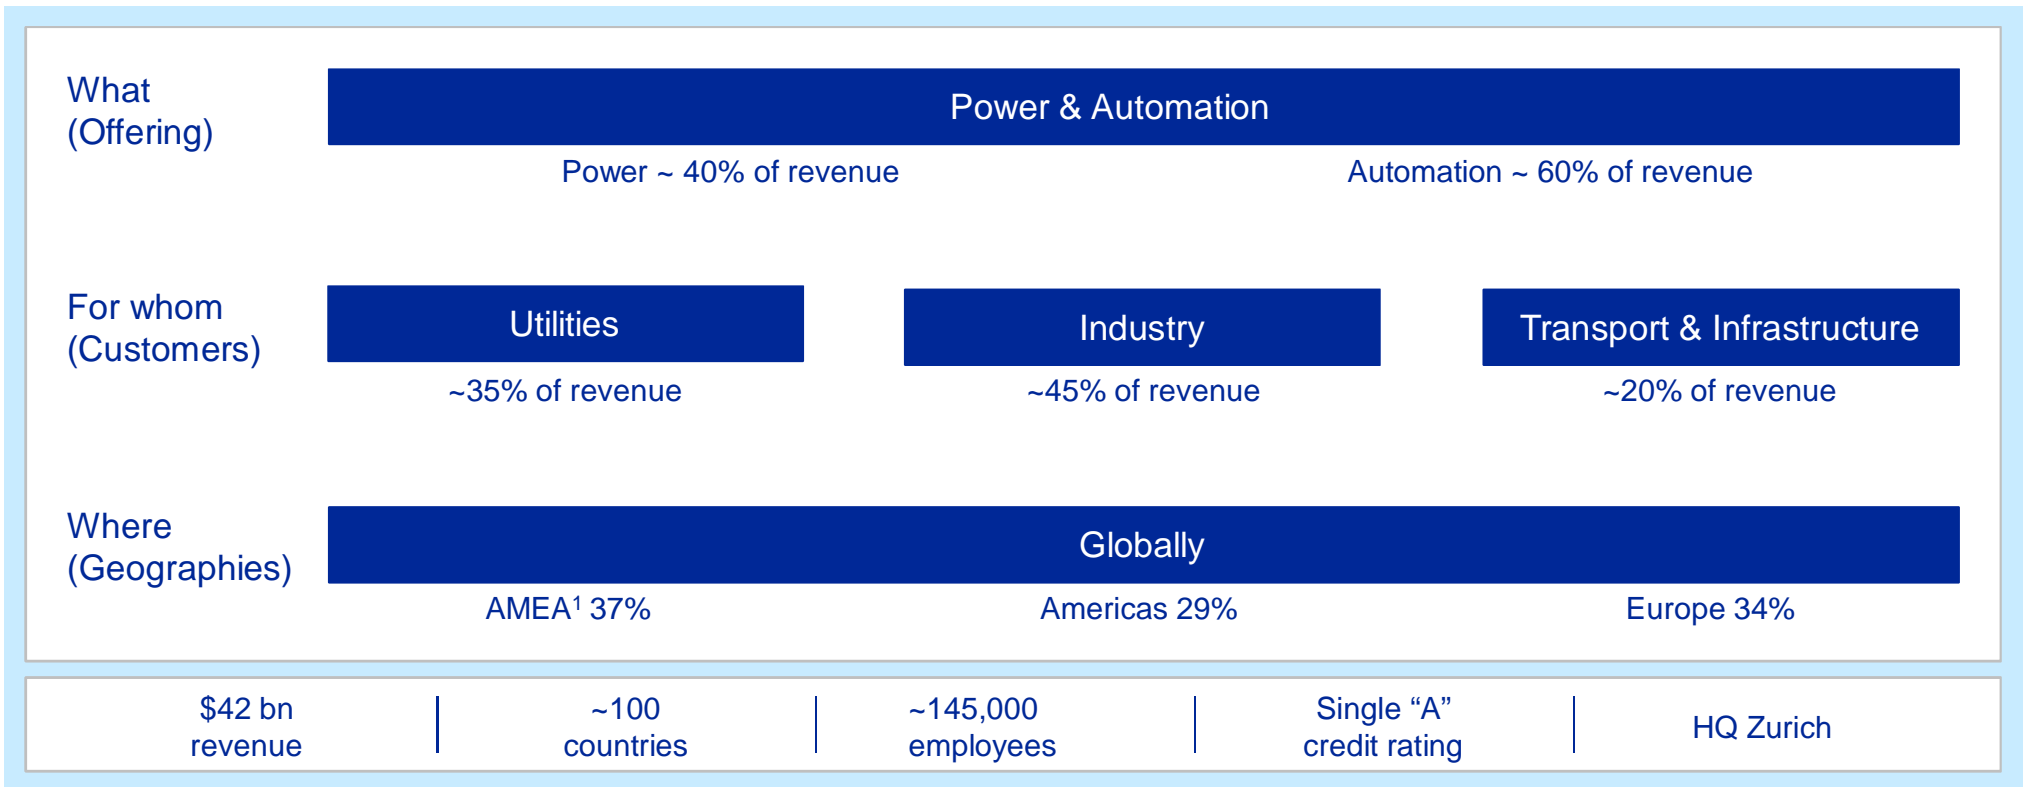 What
(Offering)
Power & Automation
Power ~ 40% of revenue
Automation ~ 60% of revenue
For whom
(Customers)
Utilities
Industry
Transport & Infrastructure
~35% of revenue
~45% of revenue
~20% of revenue
Where
(Geographies)
Globally
AMEA¹ 37%
Americas 29%
Europe 34%
$42 bn
revenue
~100
countries
~145,000
employees
Single “A”
credit rating
HQ Zurich